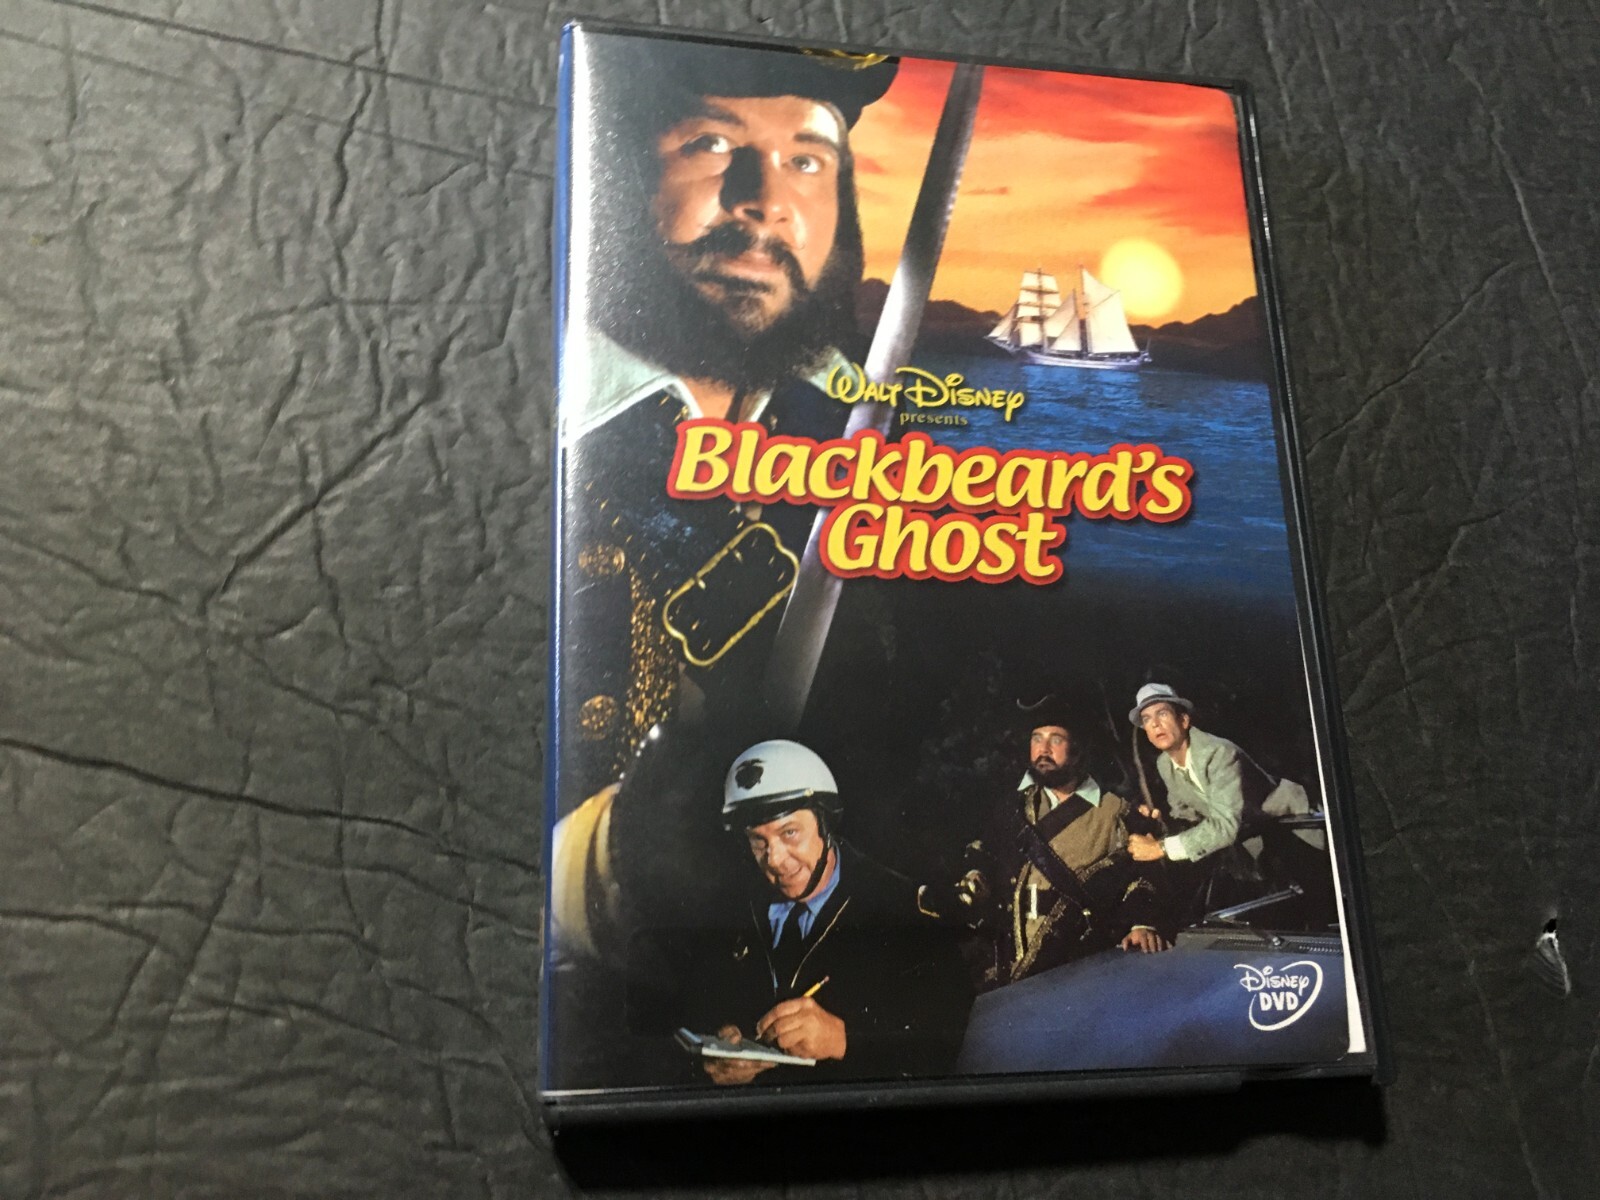 WALT DISNEY
presents
Blackbeard's
Ghost
DISNEY
DVD